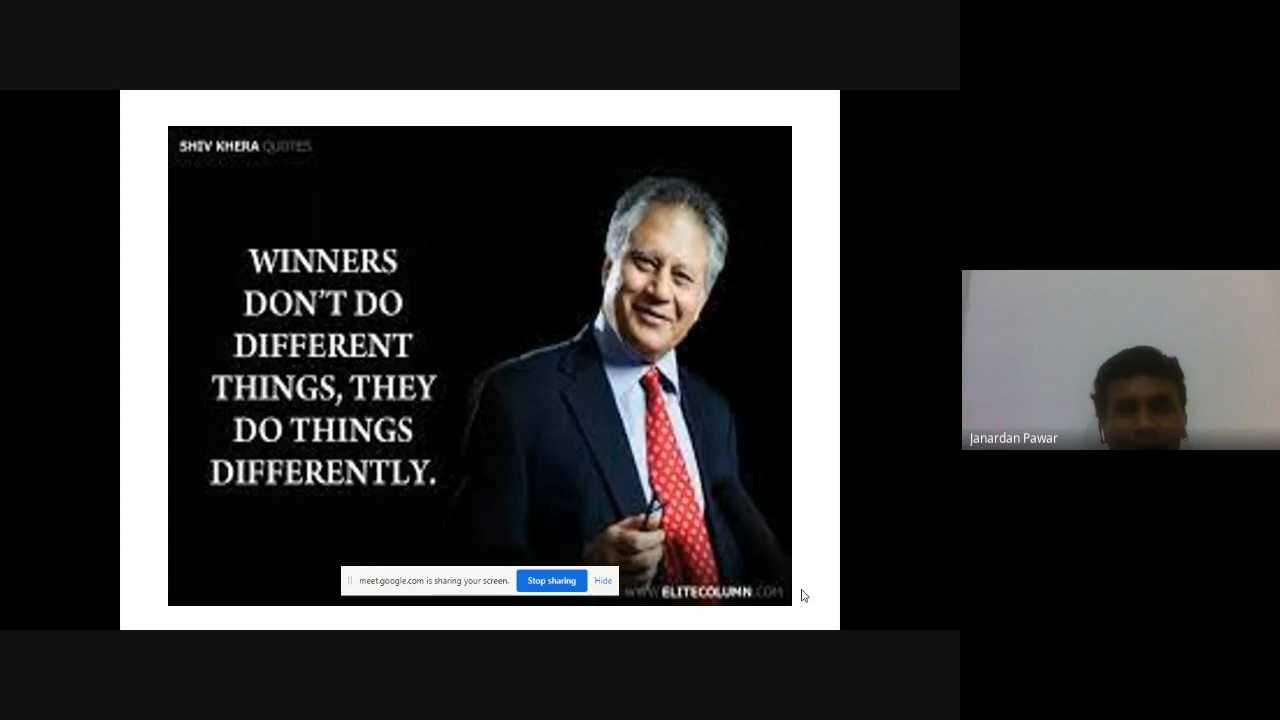 SHIV KHERA QUOTES
WINNERS
DON'T DO
DIFFERENT
THINGS, THEY
DO THINGS
DIFFERENTLY.
meet.google.com is sharing your screen.
Stop sharing
Hide
WWW.ELITECOLUMN.COM
Janardan Pawar